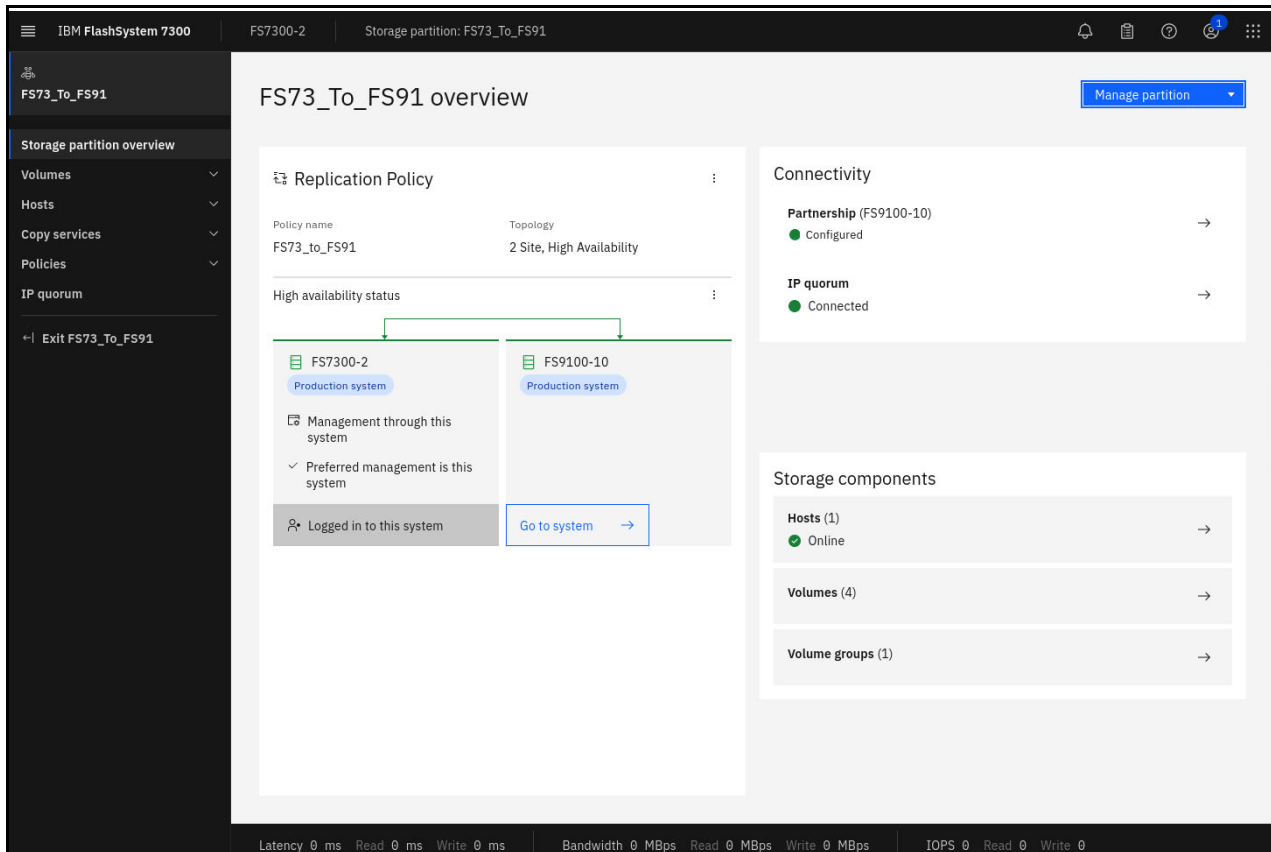 IBM FlashSystem 7300
FS7300-2
Storage partition: FS73_To_FS91
1
FS73_To_FS91
Storage partition overview
Volumes
Hosts
Copy services
Policies
IP quorum
Exit FS73_To_FS91
FS73_To_FS91 overview
Manage partition
Replication Policy
Policy name
Topology
FS73_to_FS91
2 Site, High Availability
High availability status
FS7300-2
Production system
Management through this
system
Preferred management is this
system
Logged in to this system
FS9100-10
Production system
Go to system
Connectivity
Partnership (FS9100-10)
Configured
IP quorum
Connected
Storage components
Hosts (1)
Online
Volumes (4)
Volume groups (1)
Latency 0 ms Read 0 ms Write 0 ms
Bandwidth 0 MBps Read 0 MBps Write 0 MBps
IOPS 0 Read 0 Write 0